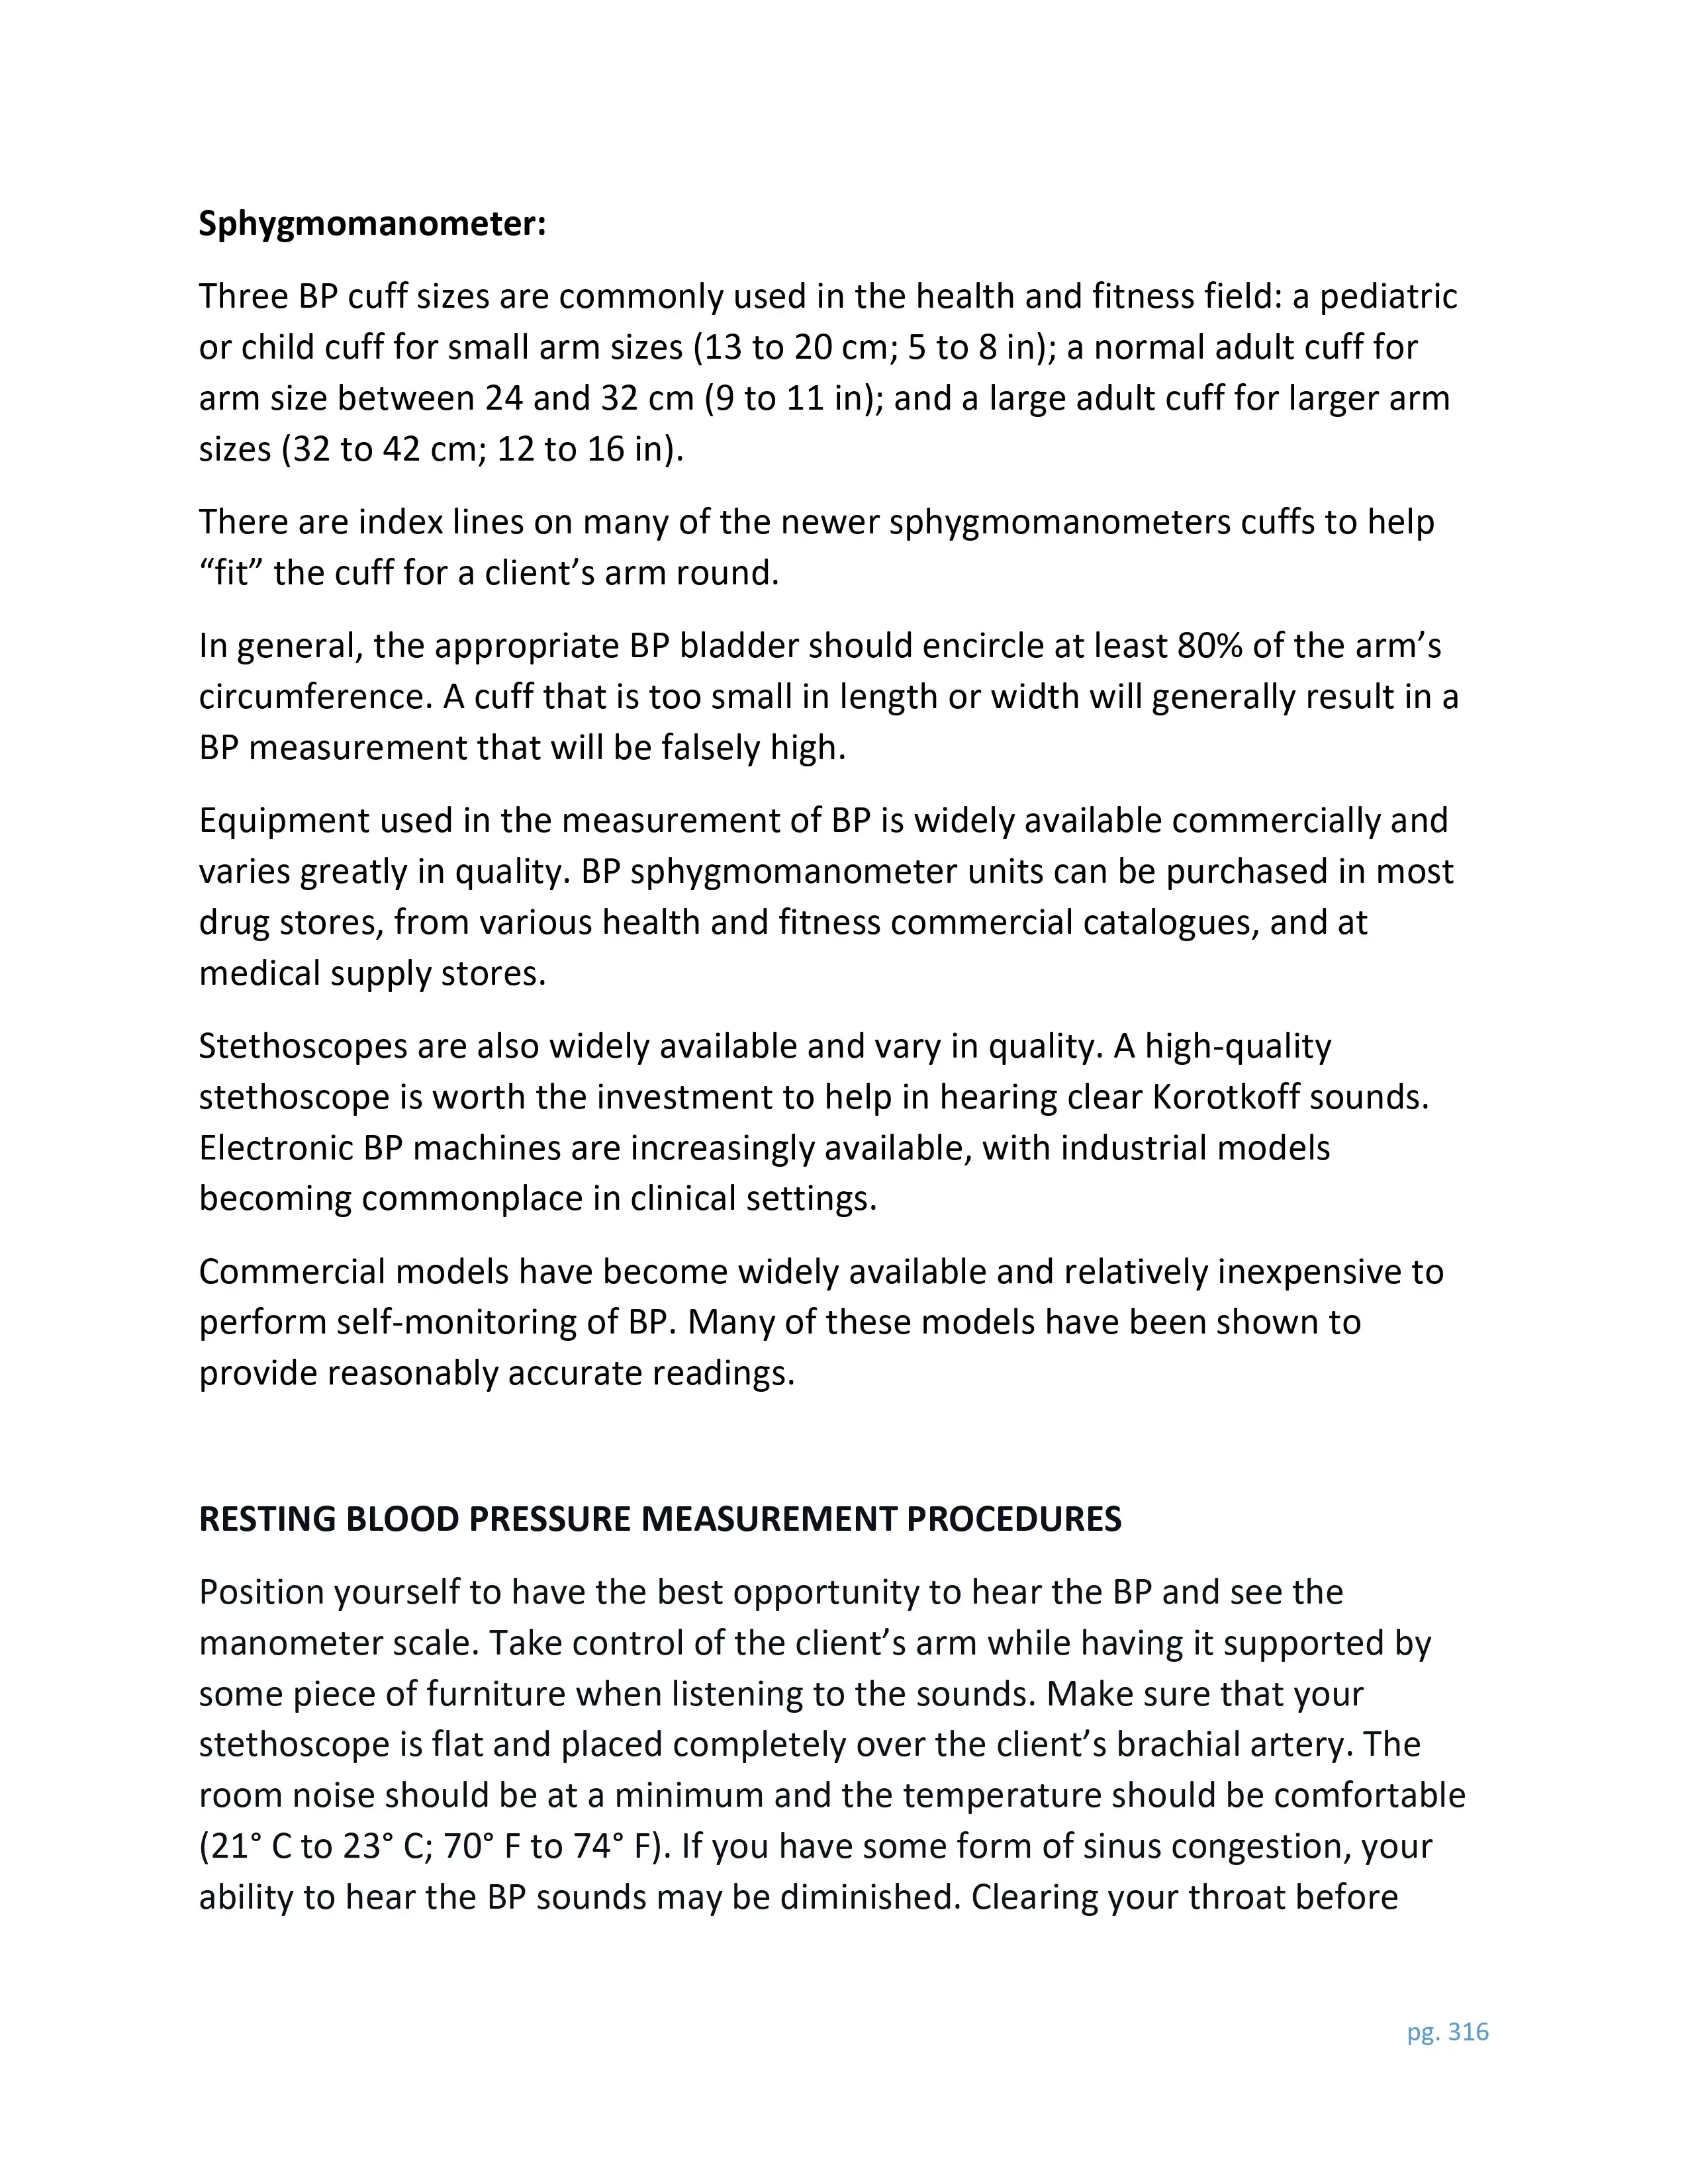 Sphygmomanometer:
Three BP cuff sizes are commonly used in the health and fitness field: a pediatric
or child cuff for small arm sizes (13 to 20 cm; 5 to 8 in); a normal adult cuff for
arm size between 24 and 32 cm (9 to 11 in); and a large adult cuff for larger arm
sizes (32 to 42 cm; 12 to 16 in).
There are index lines on many of the newer sphygmomanometers cuffs to help
“fit” the cuff for a client’s arm round.
In general, the appropriate BP bladder should encircle at least 80% of the arm’s
circumference. A cuff that is too small in length or width will generally result in a
BP measurement that will be falsely high.
Equipment used in the measurement of BP is widely available commercially and
varies greatly in quality. BP sphygmomanometer units can be purchased in most
drug stores, from various health and fitness commercial catalogues, and at
medical supply stores.
Stethoscopes are also widely available and vary in quality. A high-quality
stethoscope is worth the investment to help in hearing clear Korotkoff sounds.
Electronic BP machines are increasingly available, with industrial models
becoming commonplace in clinical settings.
Commercial models have become widely available and relatively inexpensive to
perform self-monitoring of BP. Many of these models have been shown to
provide reasonably accurate readings.
RESTING BLOOD PRESSURE MEASUREMENT PROCEDURES
Position yourself to have the best opportunity to hear the BP and see the
manometer scale. Take control of the client’s arm while having it supported by
some piece of furniture when listening to the sounds. Make sure that your
stethoscope is flat and placed completely over the client’s brachial artery. The
room noise should be at a minimum and the temperature should be comfortable
(21° C to 23° C; 70° F to 74° F). If you have some form of sinus congestion, your
ability to hear the BP sounds may be diminished. Clearing your throat before
pg. 316